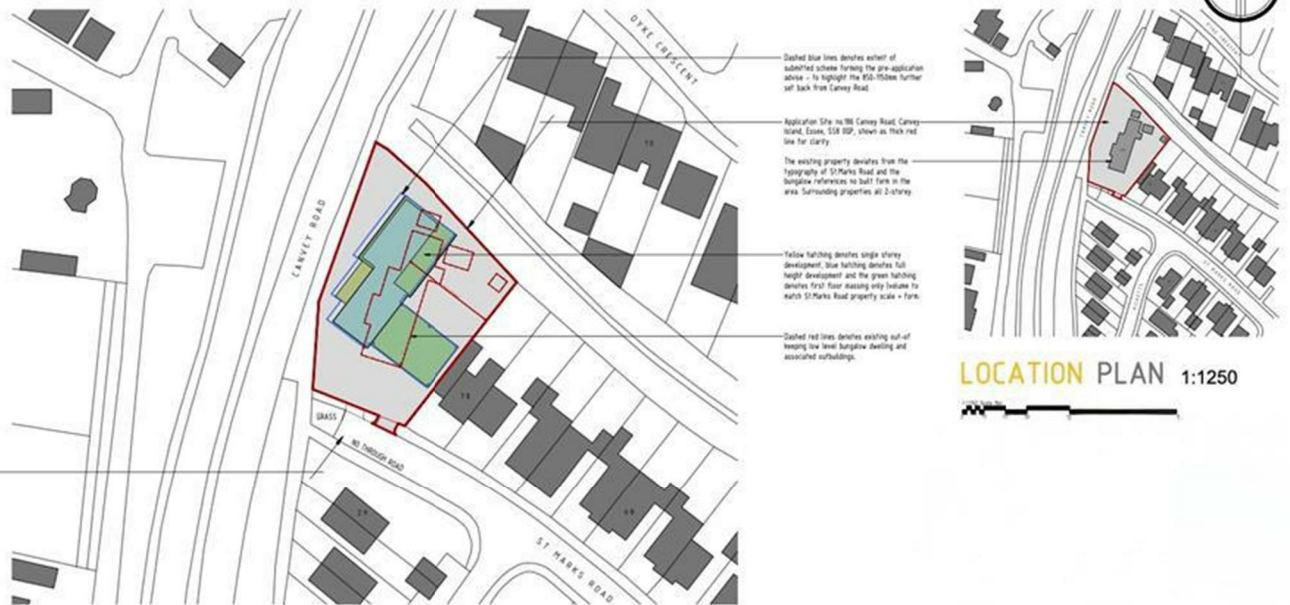 Dashed blue lines denotes extent of
submitted scheme forming the pre-application
advise - to highlight the 850-1150mm further
set back from Canvey Road
Application Site no.186 Canvey Road, Canvey
Island, Essex, SS8 0QP, shown as thick red
line for clarity
The existing property deviates from the
typography of St.Marks Road and the
bungalow references no built form in the
area. Surrounding properties all 2-storey.
Yellow hatching denotes single storey
development, blue hatching denotes full
height development and the green hatching
denotes first floor massing only (volume to
match St.Marks Road property scale + form.
Dashed red lines denotes existing out-of
keeping low level bungalow dwelling and
associated outbuildings.
DYKE CRESCENT
CANVEY ROAD
GRASS
NO THROUGH ROAD
ST MARKS ROAD
LOCATION PLAN 1:1250
CANVEY ROAD
ST MARKS ROAD